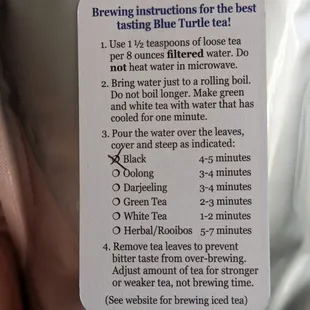 Brewing instructions for the best
tasting Blue Turtle tea!
1. Use 1 ½ teaspoons of loose tea
per 8 ounces filtered water. Do
not heat water in microwave.
2. Bring water just to a rolling boil.
Do not boil longer. Make green
and white tea with water that has
cooled for one minute.
3. Pour the water over the leaves,
cover and steep as indicated:
Black 4-5 minutes
Oolong 3-4 minutes
Darjeeling 3-4 minutes
Green Tea 2-3 minutes
White Tea 1-2 minutes
Herbal/Rooibos 5-7 minutes
4. Remove tea leaves to prevent
bitter taste from over-brewing.
Adjust amount of tea for stronger
or weaker tea, not brewing time.
(See website for brewing iced tea)